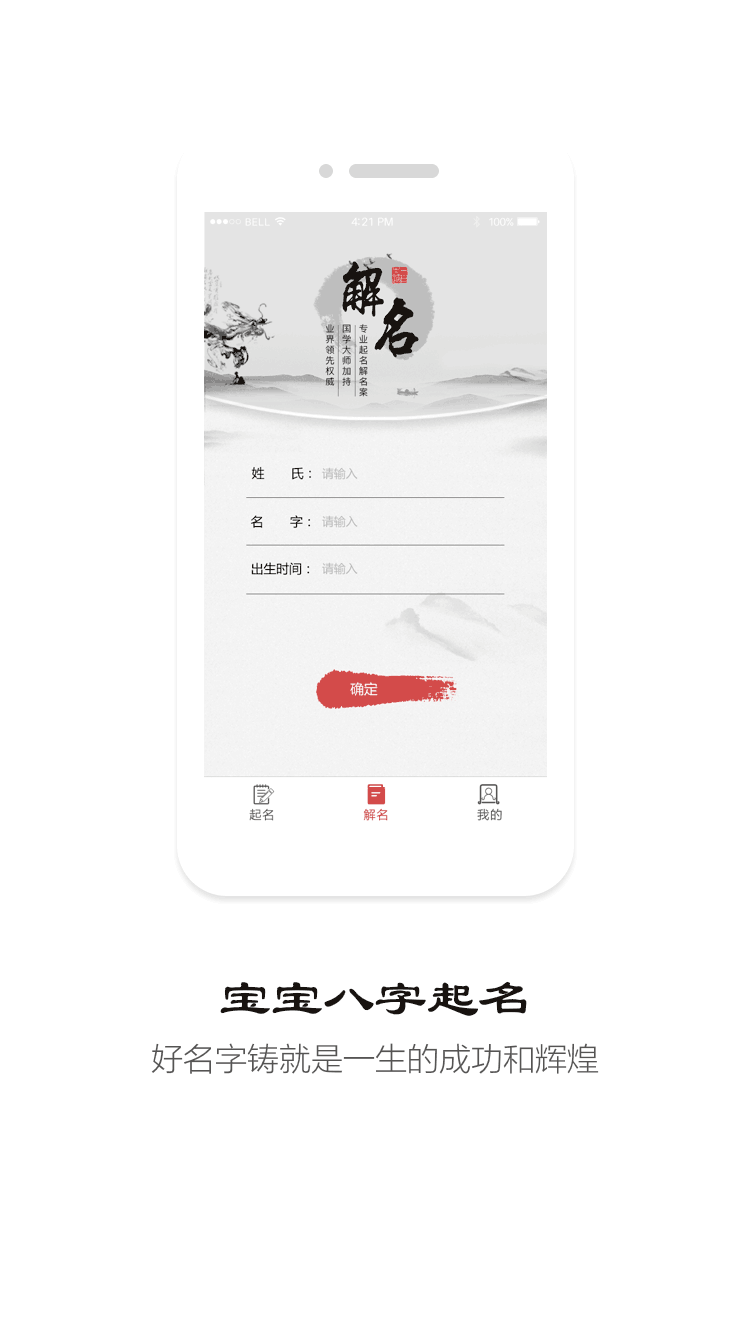 BELL 4:21 PM 100%
解名
专业起名解名案
国学大师加持
业界领先权威
姓 氏： 请输入
名 字： 请输入
出生时间： 请输入
确定
起名 解名 我的
宝宝八字起名
好名字铸就是一生的成功和辉煌